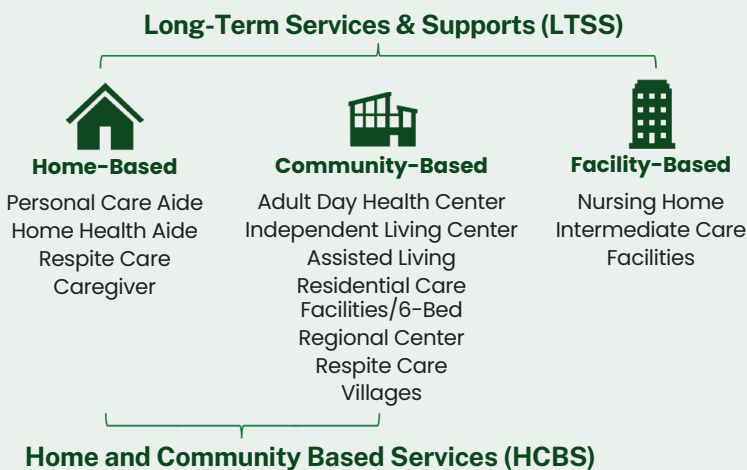 Long-Term Services & Supports (LTSS)
Home-Based
Personal Care Aide
Home Health Aide
Respite Care
Caregiver
Community-Based
Adult Day Health Center
Independent Living Center
Assisted Living
Residential Care
Facilities/6-Bed
Regional Center
Respite Care
Villages
Facility-Based
Nursing Home
Intermediate Care
Facilities
Home and Community Based Services (HCBS)